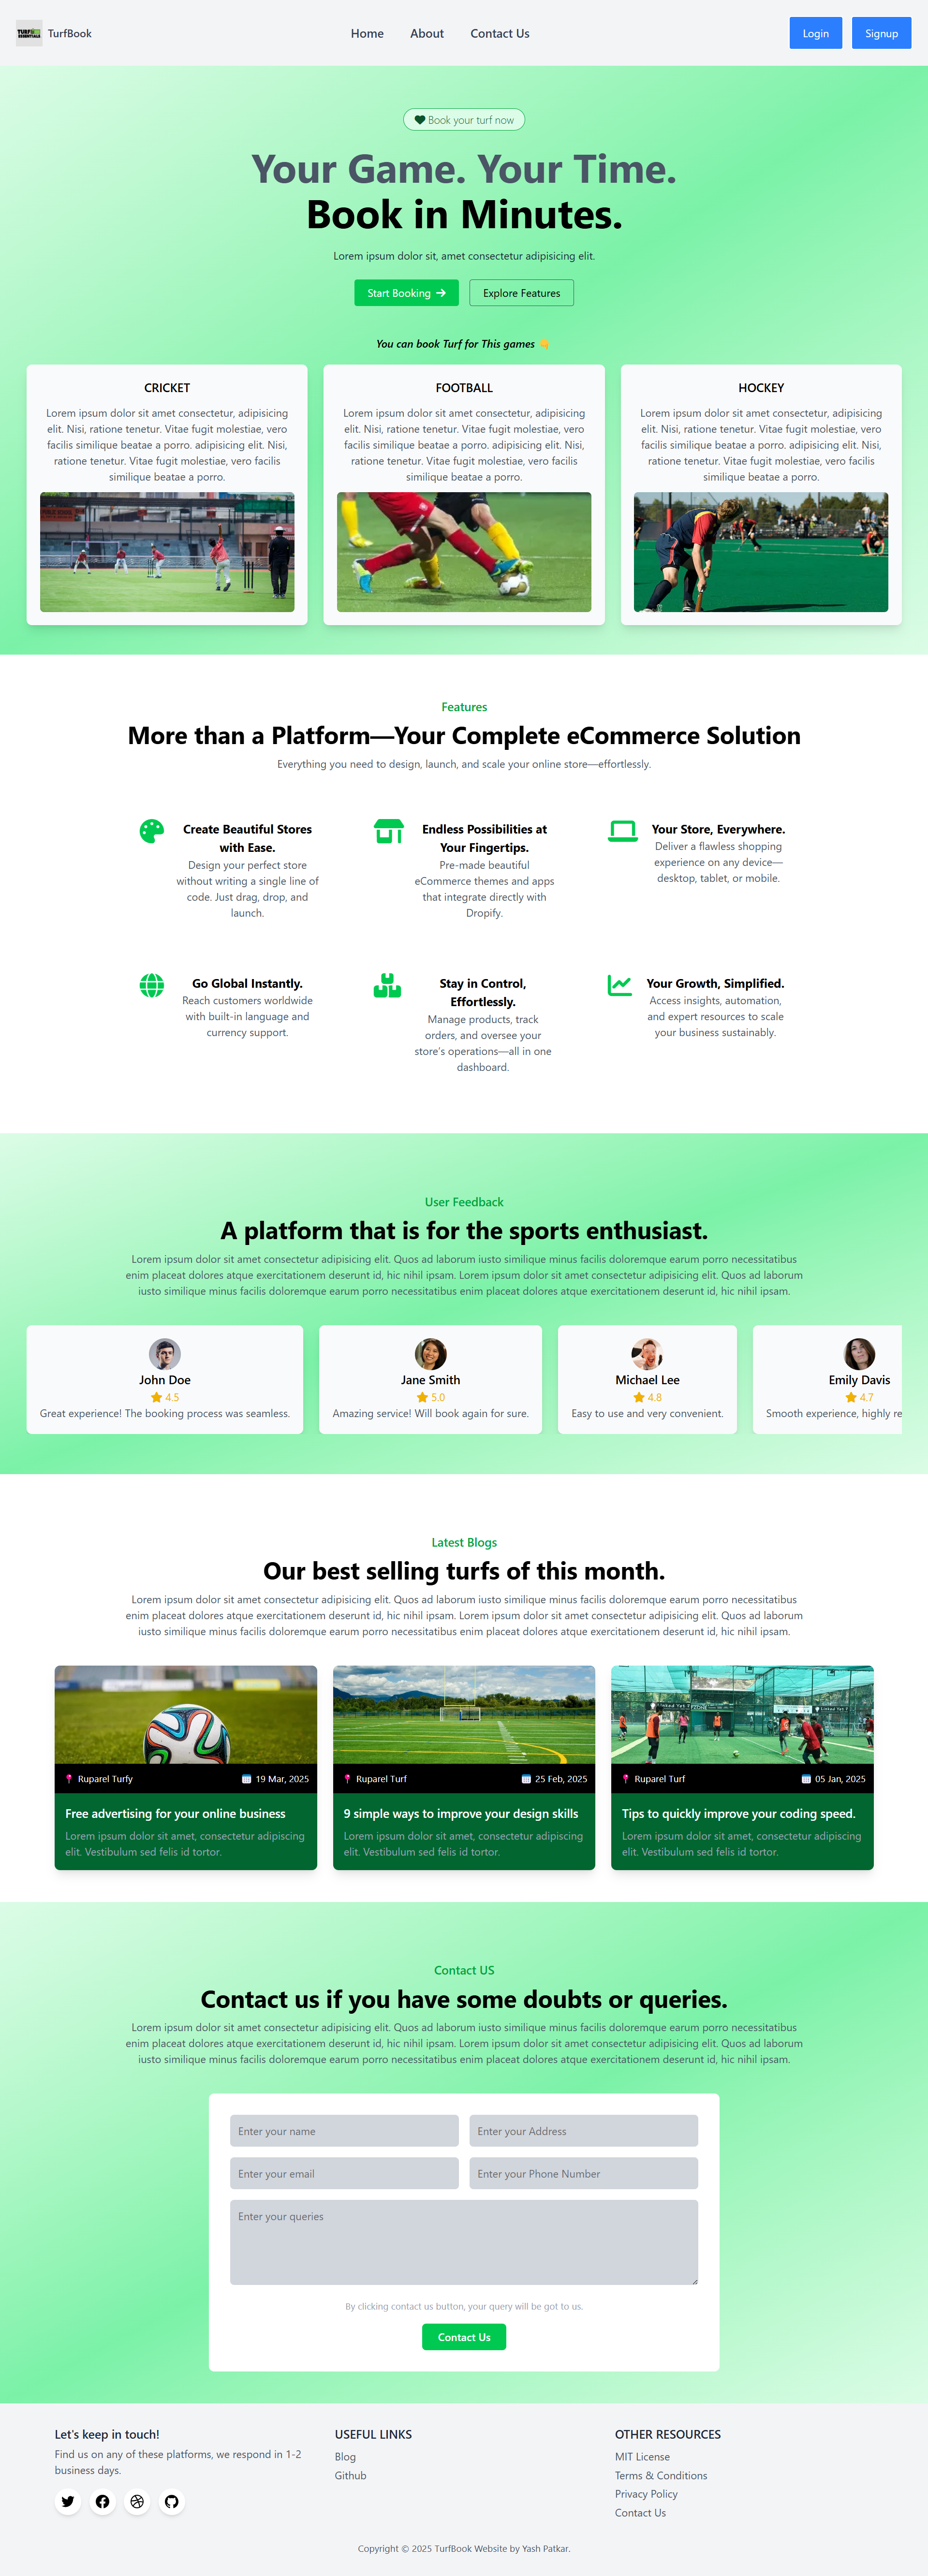 TURF
ESSENTIALS
TurfBook
Home
About
Contact Us
Login
Signup
Book your turf now
Your Game. Your Time.
Book in Minutes.
Lorem ipsum dolor sit, amet consectetur adipisicing elit.
Start Booking →
Explore Features
You can book Turf for This games 👇
CRICKET
Lorem ipsum dolor sit amet consectetur, adipisicing
elit. Nisi, ratione tenetur. Vitae fugit molestiae, vero
facilis similique beatae a porro. adipisicing elit. Nisi,
ratione tenetur. Vitae fugit molestiae, vero facilis
similique beatae a porro.
FOOTBALL
Lorem ipsum dolor sit amet consectetur, adipisicing
elit. Nisi, ratione tenetur. Vitae fugit molestiae, vero
facilis similique beatae a porro. adipisicing elit. Nisi,
ratione tenetur. Vitae fugit molestiae, vero facilis
similique beatae a porro.
HOCKEY
Lorem ipsum dolor sit amet consectetur, adipisicing
elit. Nisi, ratione tenetur. Vitae fugit molestiae, vero
facilis similique beatae a porro. adipisicing elit. Nisi,
ratione tenetur. Vitae fugit molestiae, vero facilis
similique beatae a porro.
Features
More than a Platform—Your Complete eCommerce Solution
Everything you need to design, launch, and scale your online store—effortlessly.
Create Beautiful Stores
with Ease.
Design your perfect store
without writing a single line of
code. Just drag, drop, and
launch.
Endless Possibilities at
Your Fingertips.
Pre-made beautiful
eCommerce themes and apps
that integrate directly with
Dropify.
Your Store, Everywhere.
Deliver a flawless shopping
experience on any device—
desktop, tablet, or mobile.
Go Global Instantly.
Reach customers worldwide
with built-in language and
currency support.
Stay in Control,
Effortlessly.
Manage products, track
orders, and oversee your
store's operations—all in one
dashboard.
Your Growth, Simplified.
Access insights, automation,
and expert resources to scale
your business sustainably.
User Feedback
A platform that is for the sports enthusiast.
Lorem ipsum dolor sit amet consectetur adipisicing elit. Quos ad laborum iusto similique minus facilis doloremque earum porro necessitatibus
enim placeat dolores atque exercitationem deserunt id, hic nihil ipsam. Lorem ipsum dolor sit amet consectetur adipisicing elit. Quos ad laborum
iusto similique minus facilis doloremque earum porro necessitatibus enim placeat dolores atque exercitationem deserunt id, hic nihil ipsam.
John Doe
4.5
Great experience! The booking process was seamless.
Jane Smith
5.0
Amazing service! Will book again for sure.
Michael Lee
4.8
Easy to use and very convenient.
Emily Davis
4.7
Smooth experience, highly re
Latest Blogs
Our best selling turfs of this month.
Lorem ipsum dolor sit amet consectetur adipisicing elit. Quos ad laborum iusto similique minus facilis doloremque earum porro necessitatibus
enim placeat dolores atque exercitationem deserunt id, hic nihil ipsam. Lorem ipsum dolor sit amet consectetur adipisicing elit. Quos ad laborum
iusto similique minus facilis doloremque earum porro necessitatibus enim placeat dolores atque exercitationem deserunt id, hic nihil ipsam.
Ruparel Turfy
19 Mar, 2025
Free advertising for your online business
Lorem ipsum dolor sit amet, consectetur adipiscing
elit. Vestibulum sed felis id tortor.
Ruparel Turf
25 Feb, 2025
9 simple ways to improve your design skills
Lorem ipsum dolor sit amet, consectetur adipiscing
elit. Vestibulum sed felis id tortor.
Ruparel Turf
05 Jan, 2025
Tips to quickly improve your coding speed.
Lorem ipsum dolor sit amet, consectetur adipiscing
elit. Vestibulum sed felis id tortor.
Contact US
Contact us if you have some doubts or queries.
Lorem ipsum dolor sit amet consectetur adipisicing elit. Quos ad laborum iusto similique minus facilis doloremque earum porro necessitatibus
enim placeat dolores atque exercitationem deserunt id, hic nihil ipsam. Lorem ipsum dolor sit amet consectetur adipisicing elit. Quos ad laborum
iusto similique minus facilis doloremque earum porro necessitatibus enim placeat dolores atque exercitationem deserunt id, hic nihil ipsam.
Enter your name
Enter your Address
Enter your email
Enter your Phone Number
Enter your queries
By clicking contact us button, your query will be got to us.
Contact Us
Let's keep in touch!
Find us on any of these platforms, we respond in 1-2
business days.
USEFUL LINKS
Blog
Github
OTHER RESOURCES
MIT License
Terms & Conditions
Privacy Policy
Contact Us
Copyright © 2025 TurfBook Website by Yash Patkar.